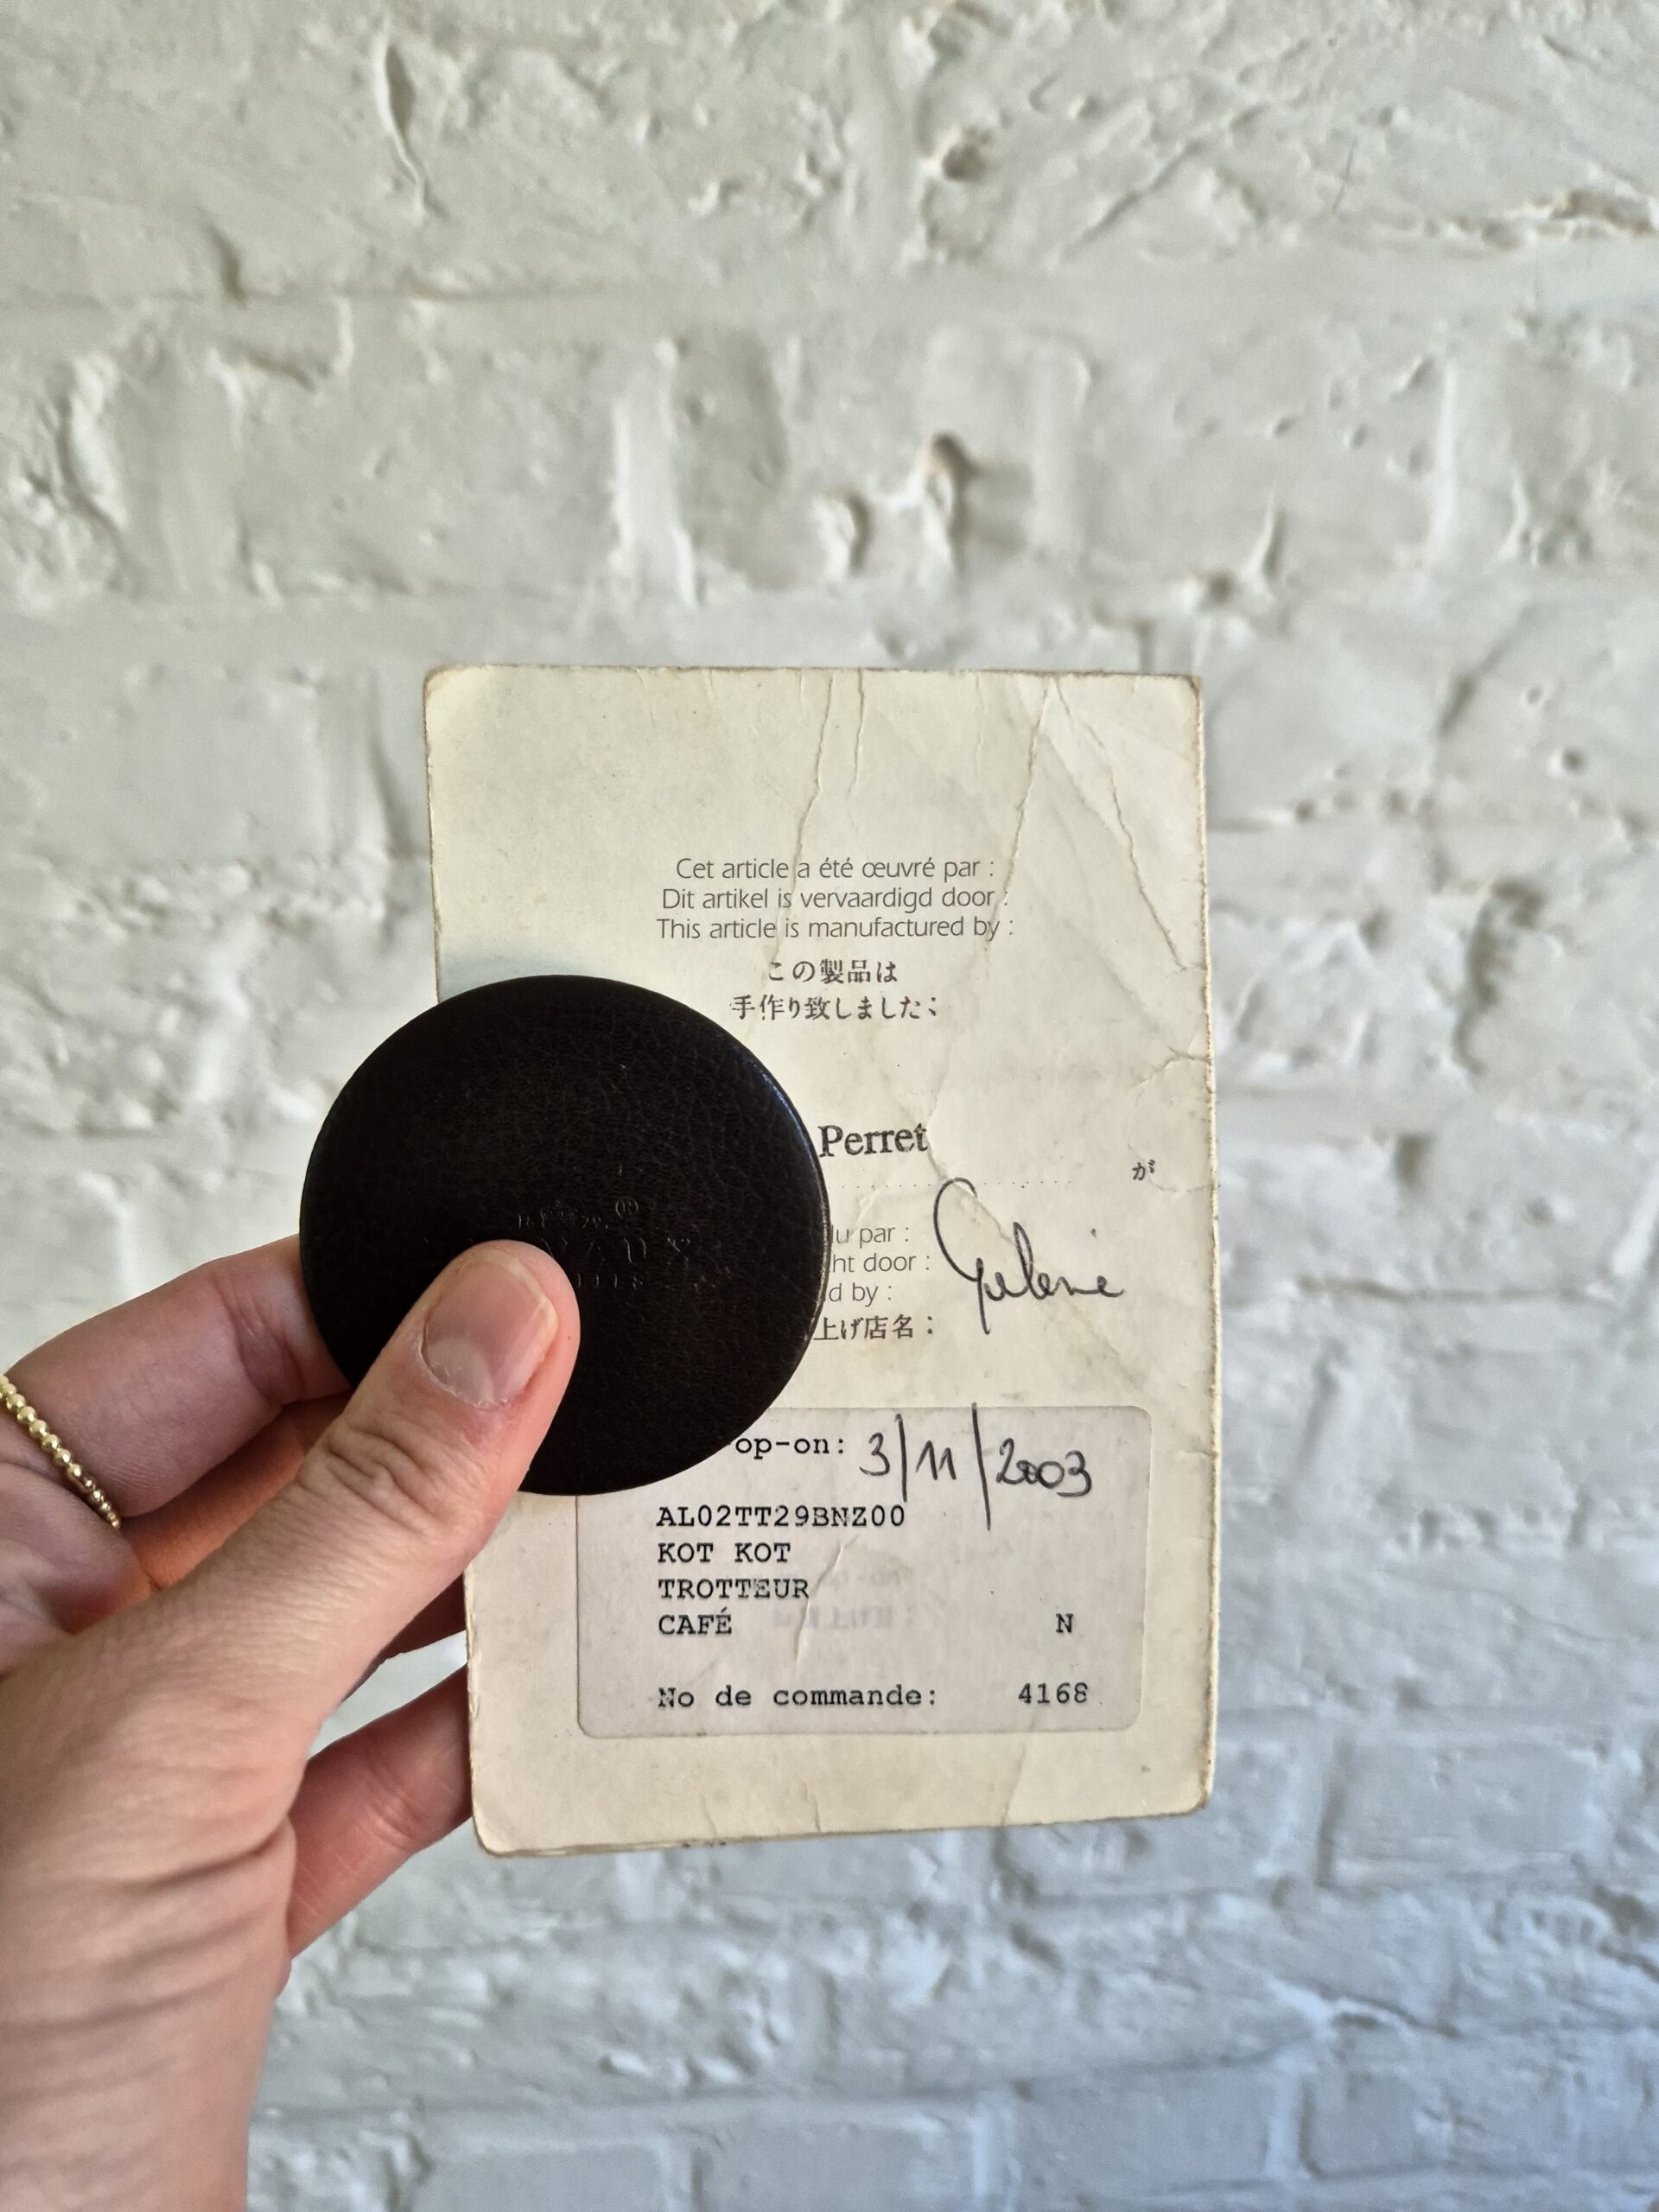 Cet article a été œuvré par :
Dit artikel is vervaardigd door :
This article is manufactured by :
この製品は
手作り致しました;
Perret
が
lu par :
ht door :
d by :
上げ店名：
op-on: 3/11/2003
AL02TT29BNZ00
KOT KOT
TROTTEUR
CAFÉ N
No de commande: 4168